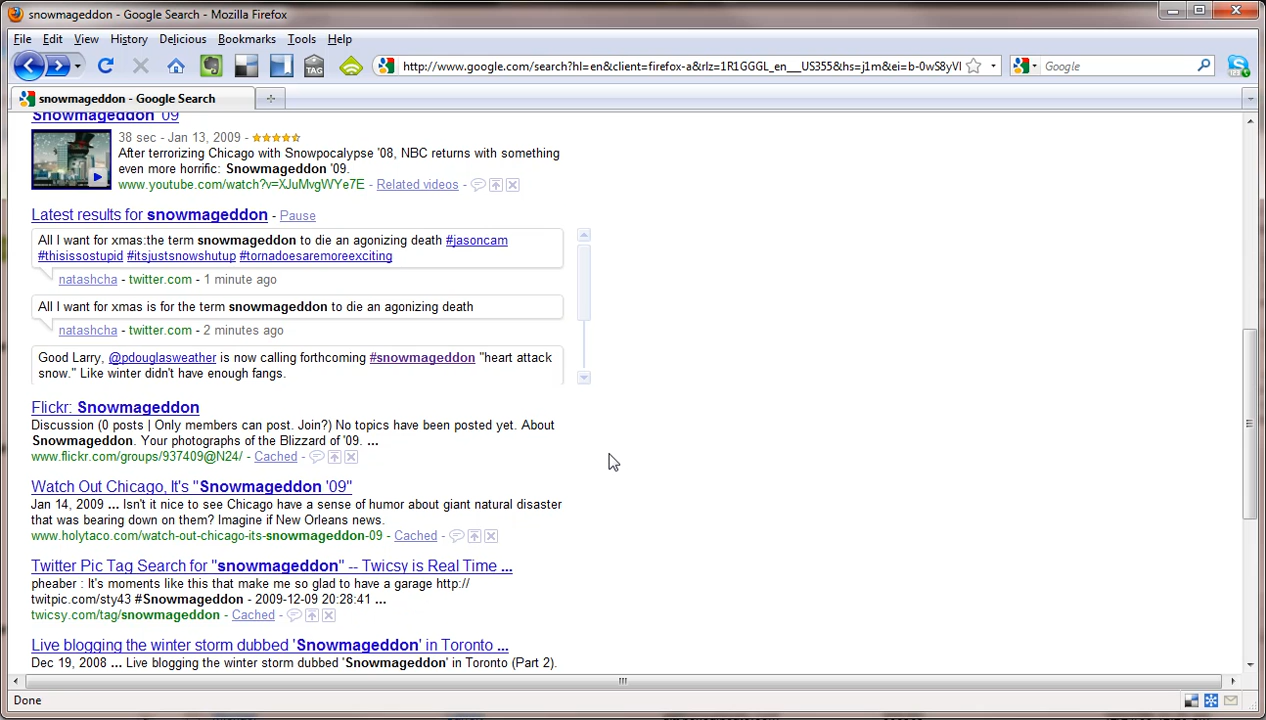 snowmageddon - Google Search - Mozilla Firefox
File Edit View History Delicious Bookmarks Tools Help
TAG http://www.google.com/search?hl=en&client=firefox-a&rlz=1R1GGGL_en___US355&hs=j1m&ei=b-0wS8yVI Google
snowmageddon - Google Search
Snowmageddon '09
38 sec - Jan 13, 2009 -
After terrorizing Chicago with Snowpocalypse '08, NBC returns with something
even more horrific: Snowmageddon '09.
www.youtube.com/watch?v=XJuMvgWYe7E - Related videos -
Latest results for snowmageddon - Pause
All I want for xmas:the term snowmageddon to die an agonizing death #jasoncam
#thisissostupid #itsjustsnowshutup #tornadoesaremoreexciting
natashcha - twitter.com - 1 minute ago
All I want for xmas is for the term snowmageddon to die an agonizing death
natashcha - twitter.com - 2 minutes ago
Good Larry, @pdouglasweather is now calling forthcoming #snowmageddon "heart attack
snow." Like winter didn't have enough fangs.
Flickr: Snowmageddon
Discussion (0 posts | Only members can post. Join?) No topics have been posted yet. About
Snowmageddon. Your photographs of the Blizzard of '09. ...
www.flickr.com/groups/937409@N24/ - Cached -
Watch Out Chicago, It's "Snowmageddon '09"
Jan 14, 2009 ... Isn't it nice to see Chicago have a sense of humor about giant natural disaster
that was bearing down on them? Imagine if New Orleans news.
www.holytaco.com/watch-out-chicago-its-snowmageddon-09 - Cached -
Twitter Pic Tag Search for "snowmageddon" -- Twicsy is Real Time ...
pheaber : It's moments like this that make me so glad to have a garage http://
twitpic.com/sty43 #Snowmageddon - 2009-12-09 20:28:41 ...
twicsy.com/tag/snowmageddon - Cached -
Live blogging the winter storm dubbed 'Snowmageddon' in Toronto ...
Dec 19, 2008 ... Live blogging the winter storm dubbed 'Snowmageddon' in Toronto (Part 2).
Done